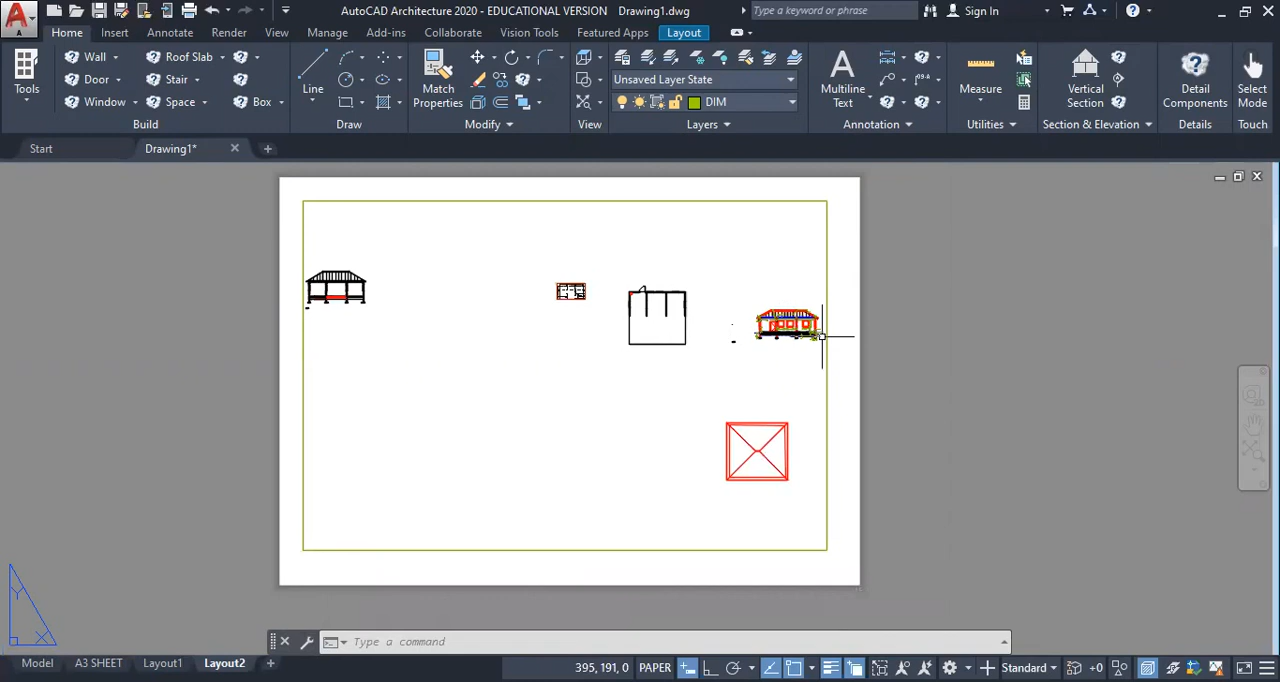 AutoCAD Architecture 2020 - EDUCATIONAL VERSION Drawing1.dwg Type a keyword or phrase Sign In
A
Home Insert Annotate Render View Manage Add-ins Collaborate Vision Tools Featured Apps Layout
Tools
Wall Roof Slab
Door Stair
Window Space Box
Build
Line
Draw
Match
Properties
Modify
View
Unsaved Layer State
DIM
Layers
Multiline
Text
Annotation
Measure
Utilities
Vertical
Section
Section & Elevation
Detail
Components
Details
Select
Mode
Touch
Start Drawing1*
Y
X
Type a command
Model A3 SHEET Layout1 Layout2
395, 191, 0 PAPER Standard +0